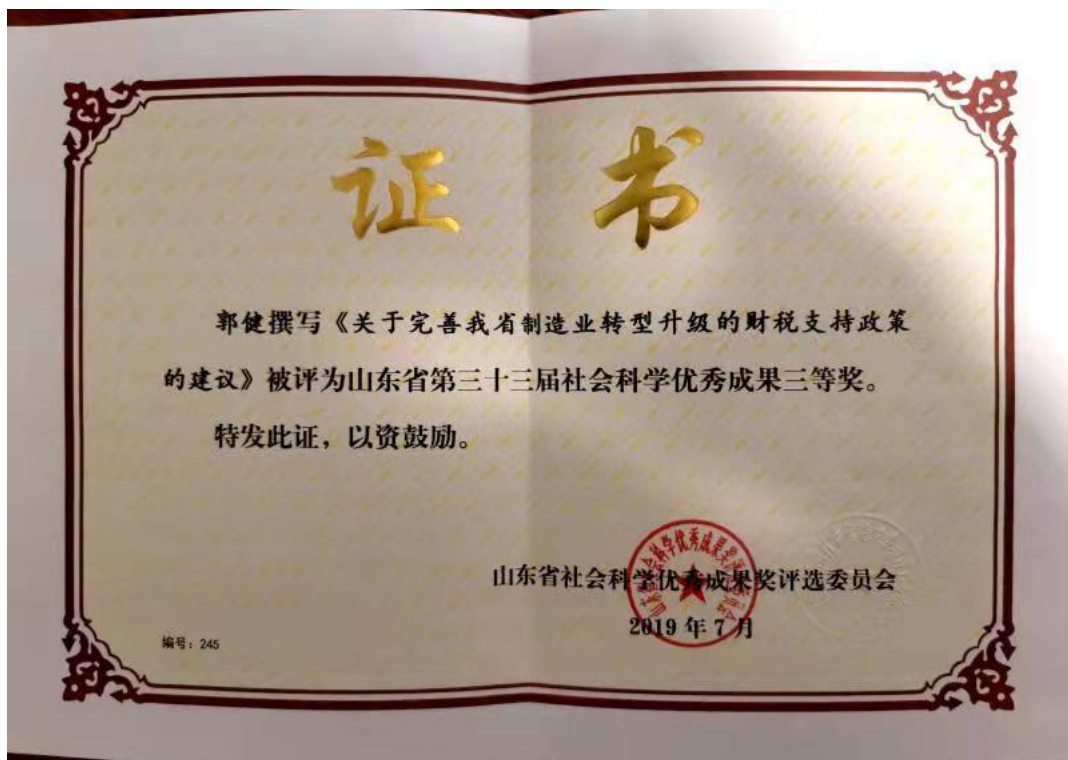 证书
郭健撰写《关于完善我省制造业转型升级的财税支持政策
的建议》被评为山东省第三十三届社会科学优秀成果三等奖。
特发此证，以资鼓励。
山东省社会科学优秀成果奖评选委员会
2019 年 7 月
编号：245